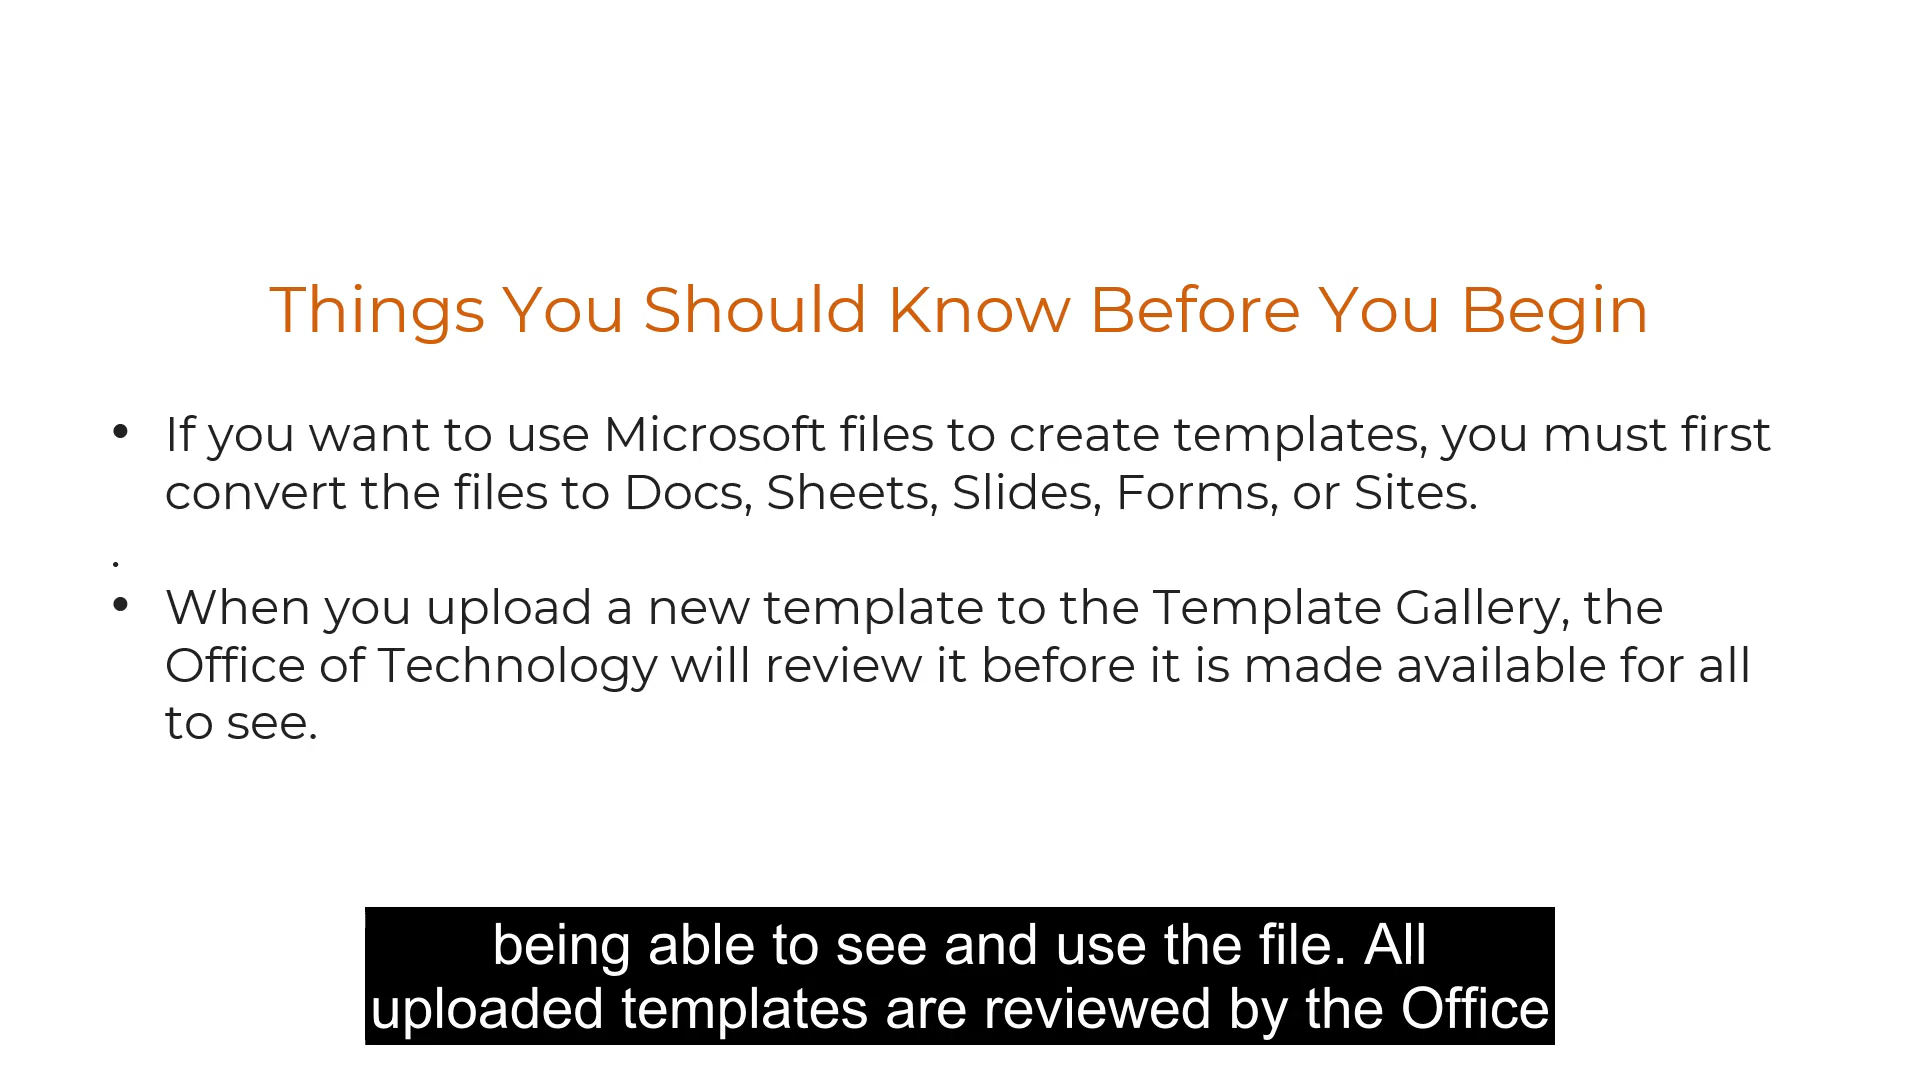 Things You Should Know Before You Begin
• If you want to use Microsoft files to create templates, you must first
convert the files to Docs, Sheets, Slides, Forms, or Sites.
.
• When you upload a new template to the Template Gallery, the
Office of Technology will review it before it is made available for all
to see.
being able to see and use the file. All
uploaded templates are reviewed by the Office